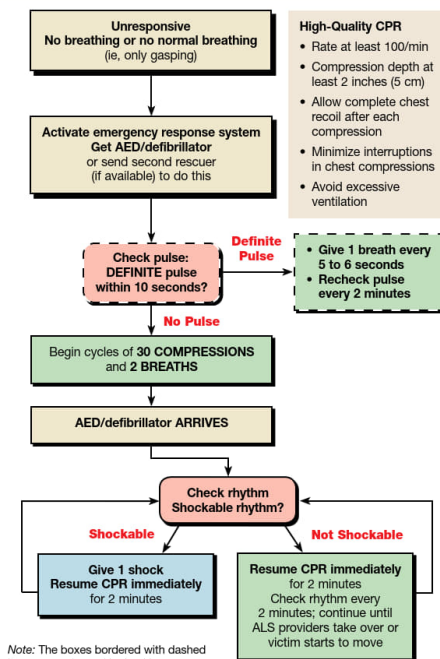 Unresponsive
No breathing or no normal breathing
(ie, only gasping)
High-Quality CPR
• Rate at least 100/min
• Compression depth at
least 2 inches (5 cm)
• Allow complete chest
recoil after each
compression
• Minimize interruptions
in chest compressions
• Avoid excessive
ventilation
Activate emergency response system
Get AED/defibrillator
or send second rescuer
(if available) to do this
Check pulse:
DEFINITE pulse
within 10 seconds?
Definite
Pulse
• Give 1 breath every
5 to 6 seconds
• Recheck pulse
every 2 minutes
No Pulse
Begin cycles of 30 COMPRESSIONS
and 2 BREATHS
AED/defibrillator ARRIVES
Check rhythm
Shockable rhythm?
Shockable
Not Shockable
Give 1 shock
Resume CPR immediately
for 2 minutes
Resume CPR immediately
for 2 minutes
Check rhythm every
2 minutes; continue until
ALS providers take over or
victim starts to move
Note: The boxes bordered with dashed